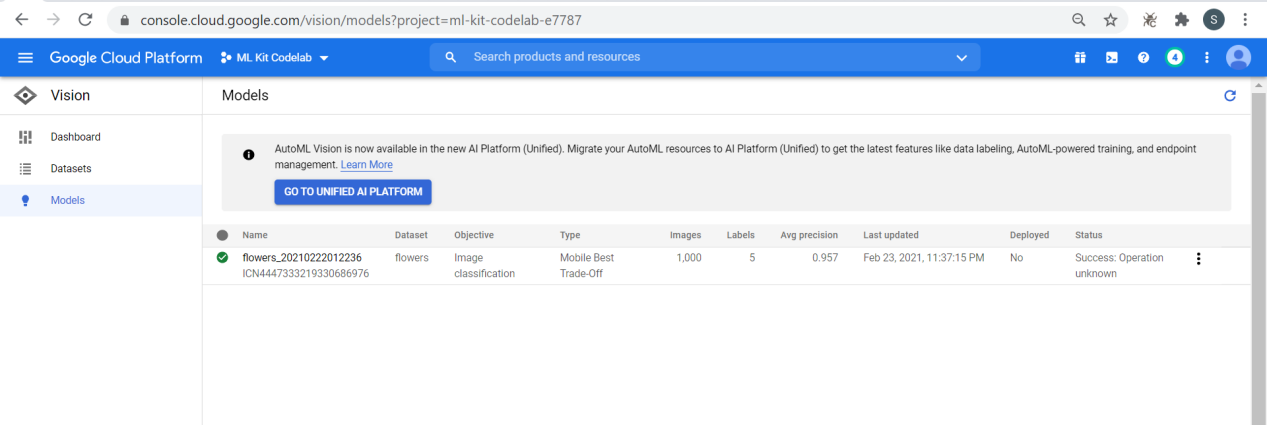 console.cloud.google.com/vision/models?project=ml-kit-codelab-e7787
S
Google Cloud Platform
ML Kit Codelab
Search products and resources
4
Vision
Models
Dashboard
Datasets
Models
AutoML Vision is now available in the new AI Platform (Unified). Migrate your AutoML resources to AI Platform (Unified) to get the latest features like data labeling, AutoML-powered training, and endpoint
management. Learn More
GO TO UNIFIED AI PLATFORM
Name Dataset Objective Type Images Labels Avg precision Last updated Deployed Status
flowers_20210222012236 flowers Image Mobile Best 1,000 5 0.957 Feb 23, 2021, 11:37:15 PM No Success: Operation
ICN4447333219330686976 classification Trade-Off unknown